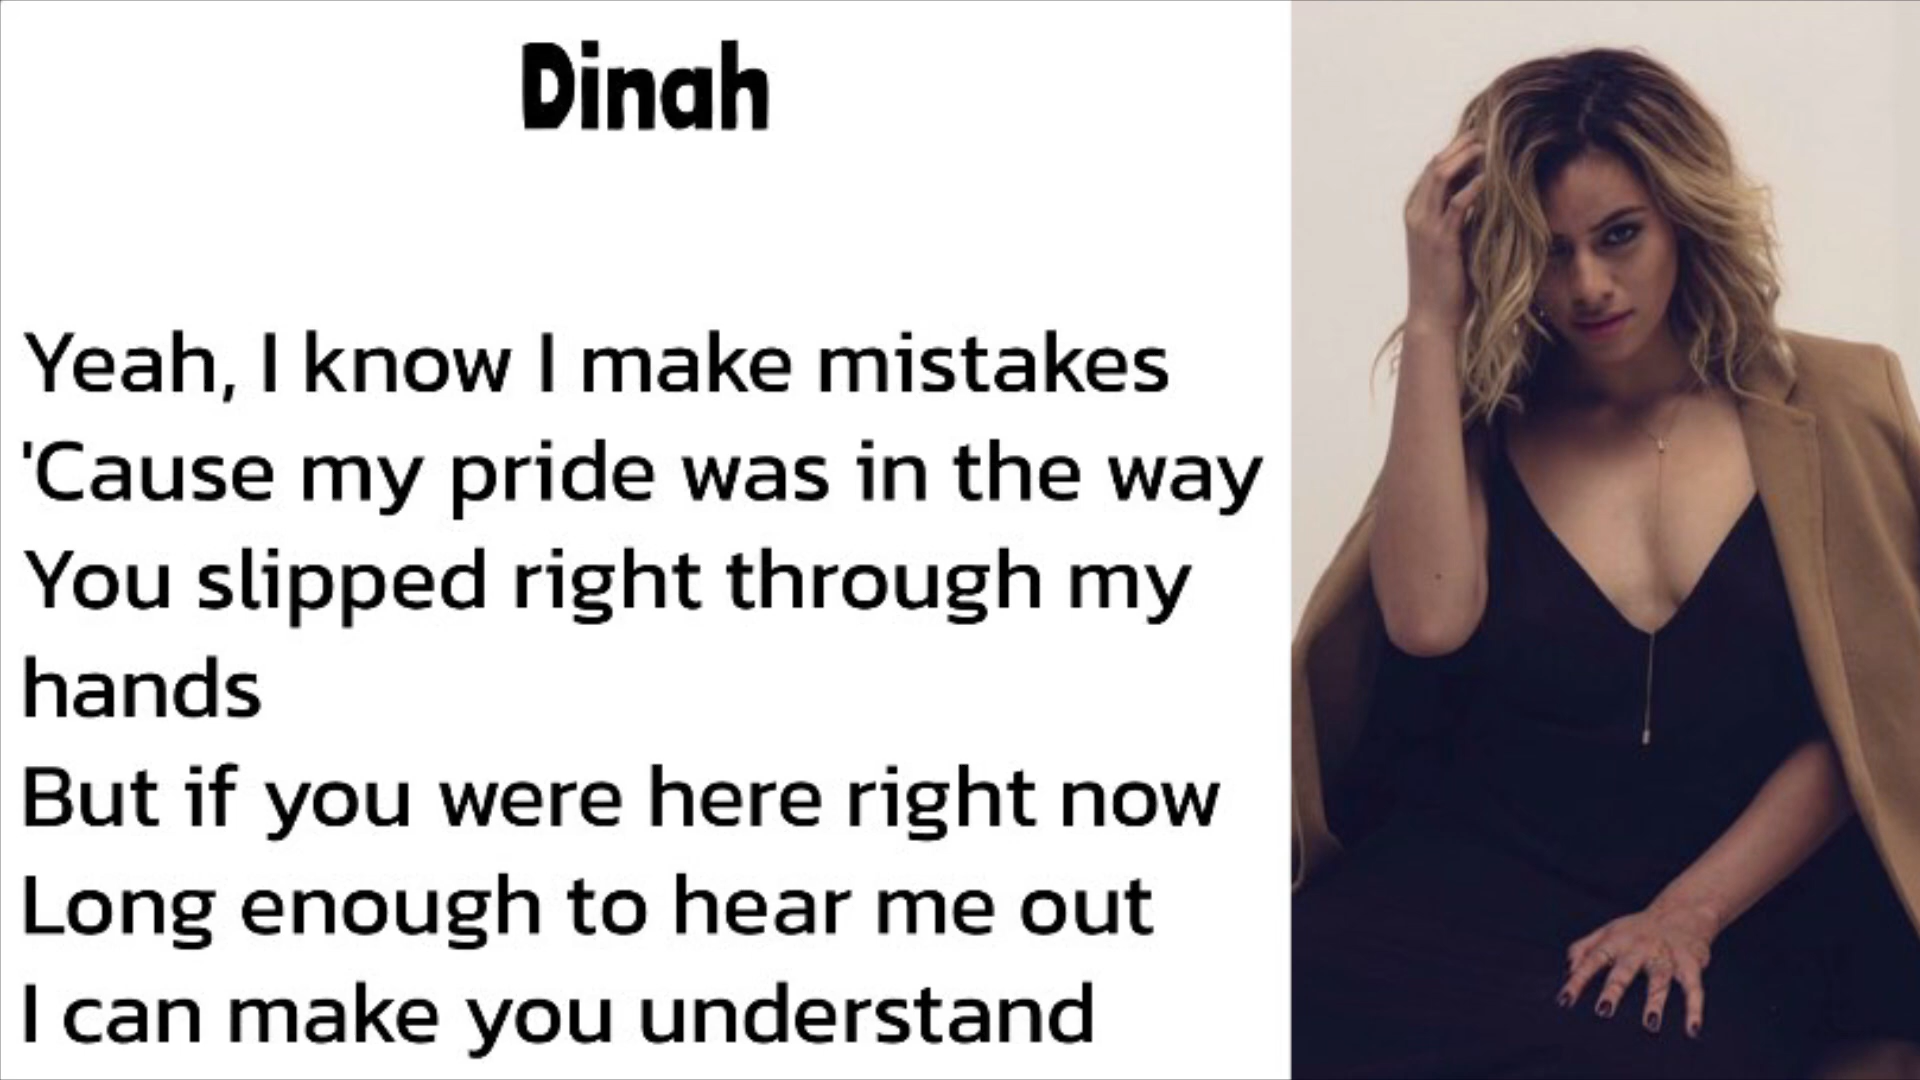 Dinah
Yeah, I know I make mistakes
'Cause my pride was in the way
You slipped right through my
hands
But if you were here right now
Long enough to hear me out
I can make you understand